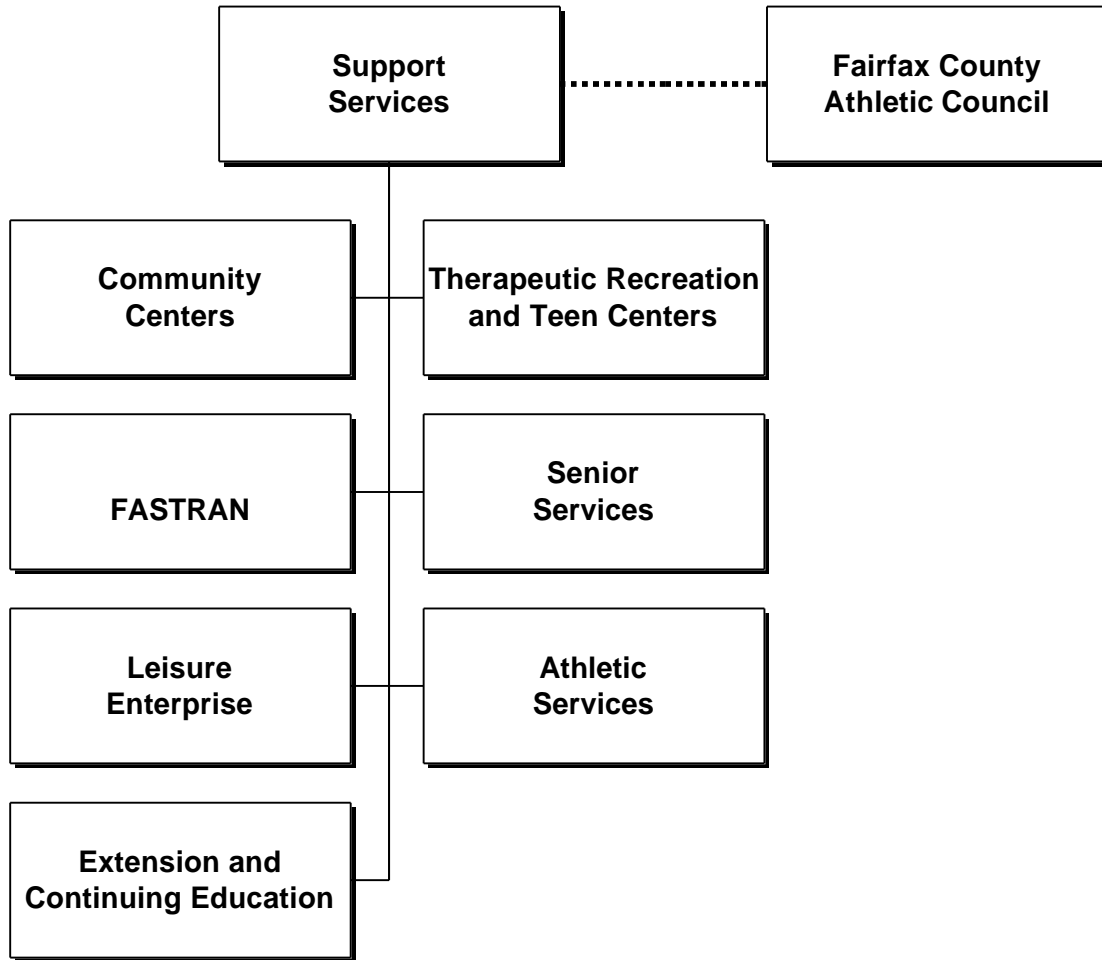 Support
Services
Fairfax County
Athletic Council
Community
Centers
Therapeutic Recreation
and Teen Centers
FASTRAN
Senior
Services
Leisure
Enterprise
Athletic
Services
Extension and
Continuing Education